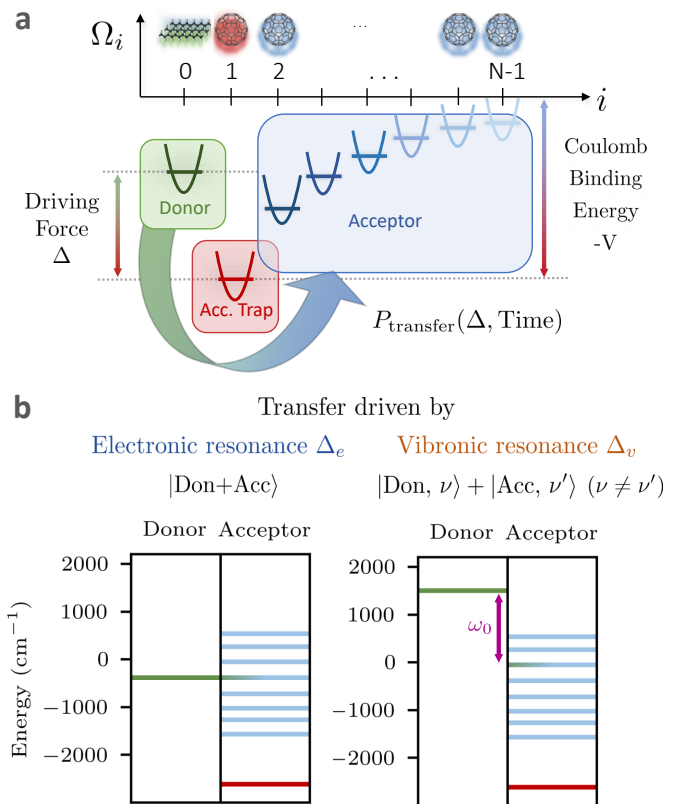 a
Ω_i
...
0 1 2 ... N-1
i
Driving
Force
Δ
Donor
Acceptor
Acc. Trap
Coulomb
Binding
Energy
-V
P_transfer(Δ, Time)
b
Transfer driven by
Electronic resonance Δ_e
Vibronic resonance Δ_v
|Don+Acc⟩
|Don, ν⟩ + |Acc, ν′⟩ (ν ≠ ν′)
Donor Acceptor
Donor Acceptor
Energy (cm⁻¹)
2000
1000
0
−1000
−2000
2000
1000
0
−1000
−2000
ω₀